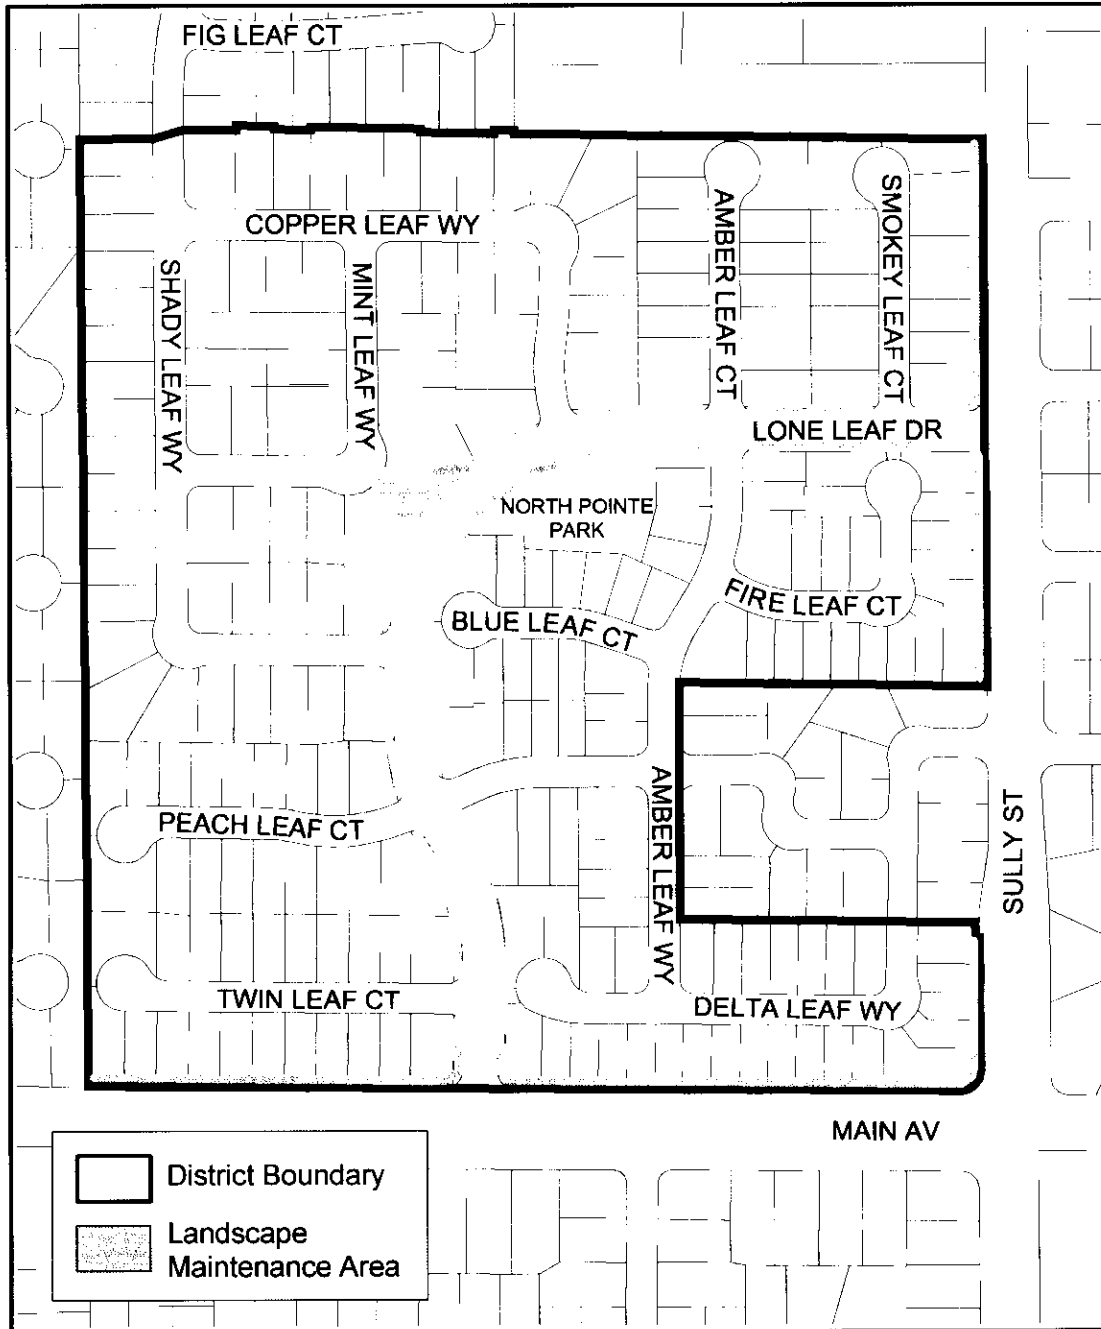 FIG LEAF CT
COPPER LEAF WY
SHADY LEAF WY
MINT LEAF WY
AMBER LEAF CT
SMOKEY LEAF CT
LONE LEAF DR
NORTH POINTE
PARK
FIRE LEAF CT
BLUE LEAF CT
AMBER LEAF WY
SULLY ST
PEACH LEAF CT
TWIN LEAF CT
DELTA LEAF WY
MAIN AV
District Boundary
Landscape
Maintenance Area